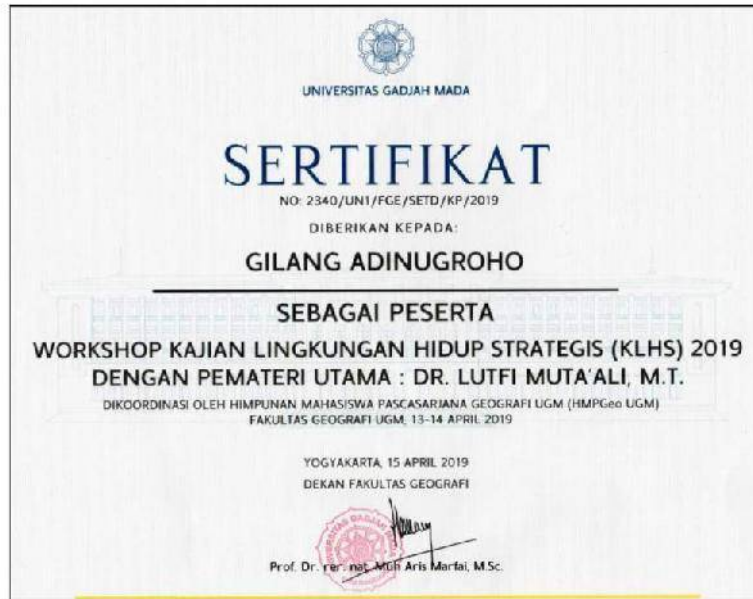 UNIVERSITAS GADJAH MADA
SERTIFIKAT
NO: 2340/UN1/FGE/SETD/KP/2019
DIBERIKAN KEPADA:
GILANG ADINUGROHO
SEBAGAI PESERTA
WORKSHOP KAJIAN LINGKUNGAN HIDUP STRATEGIS (KLHS) 2019
DENGAN PEMATERI UTAMA : DR. LUTFI MUTA'ALI, M.T.
DIKOORDINASI OLEH HIMPUNAN MAHASISWA PASCASARJANA GEOGRAFI UGM (HMPGeo UGM)
FAKULTAS GEOGRAFI UGM, 13-14 APRIL 2019
YOGYAKARTA, 15 APRIL 2019
DEKAN FAKULTAS GEOGRAFI
UNIVERSITAS GADJAH MADA
Prof. Dr. rer. nat. Muh Aris Marfai, M.Sc.